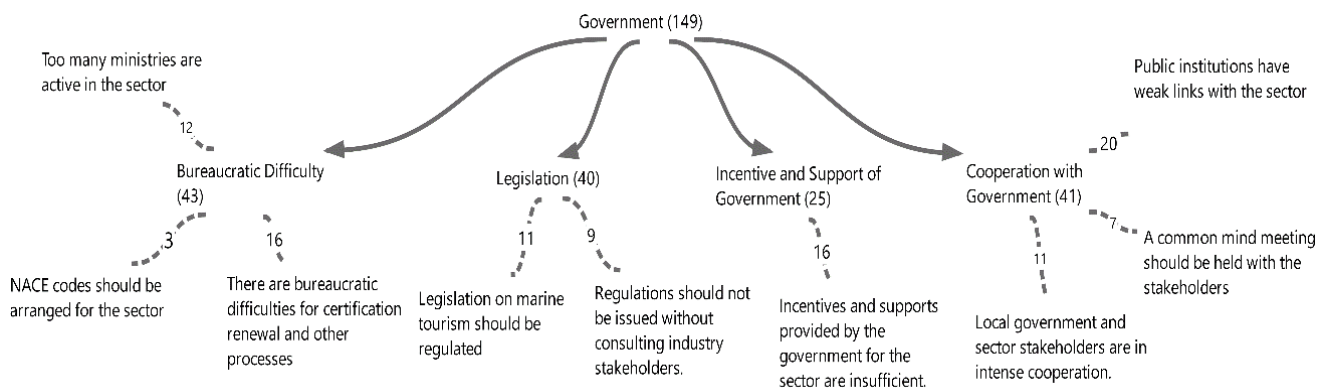 Government (149)
Too many ministries are
active in the sector
Public institutions have
weak links with the sector
12
20
Bureaucratic Difficulty
(43)
Legislation (40)
Incentive and Support of
Government (25)
Cooperation with
Government (41)
3
16
11
9
16
11
7
NACE codes should be
arranged for the sector
There are bureaucratic
difficulties for certification
renewal and other
processes
Legislation on marine
tourism should be
regulated
Regulations should not
be issued without
consulting industry
stakeholders.
Incentives and supports
provided by the
government for the
sector are insufficient.
Local government and
sector stakeholders are in
intense cooperation.
A common mind meeting
should be held with the
stakeholders